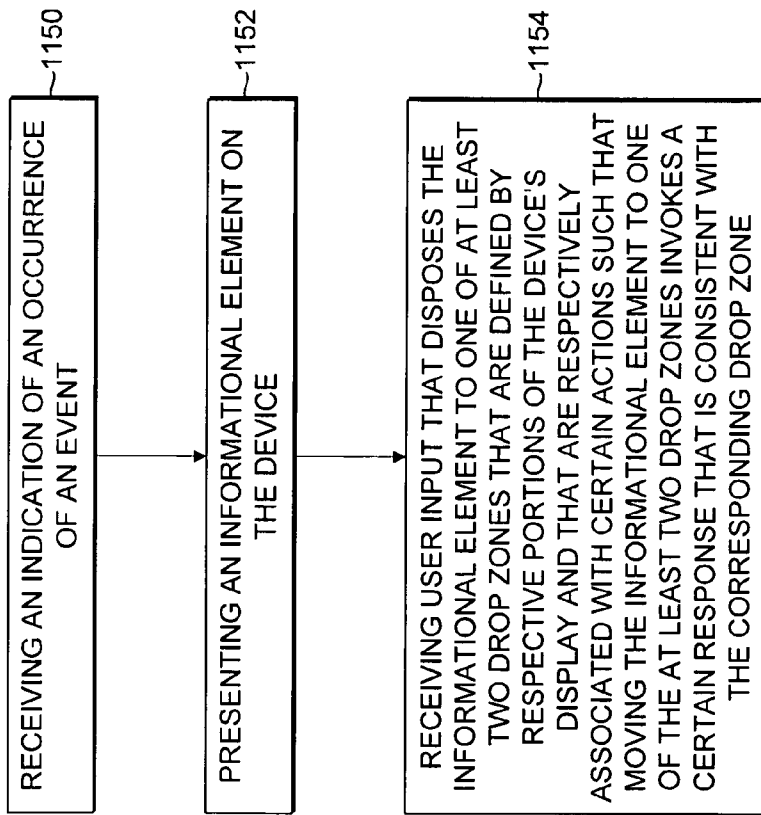 RECEIVING AN INDICATION OF AN OCCURRENCE
OF AN EVENT
1150
PRESENTING AN INFORMATIONAL ELEMENT ON
THE DEVICE
1152
RECEIVING USER INPUT THAT DISPOSES THE
INFORMATIONAL ELEMENT TO ONE OF AT LEAST
TWO DROP ZONES THAT ARE DEFINED BY
RESPECTIVE PORTIONS OF THE DEVICE'S
DISPLAY AND THAT ARE RESPECTIVELY
ASSOCIATED WITH CERTAIN ACTIONS SUCH THAT
MOVING THE INFORMATIONAL ELEMENT TO ONE
OF THE AT LEAST TWO DROP ZONES INVOKES A
CERTAIN RESPONSE THAT IS CONSISTENT WITH
THE CORRESPONDING DROP ZONE
1154